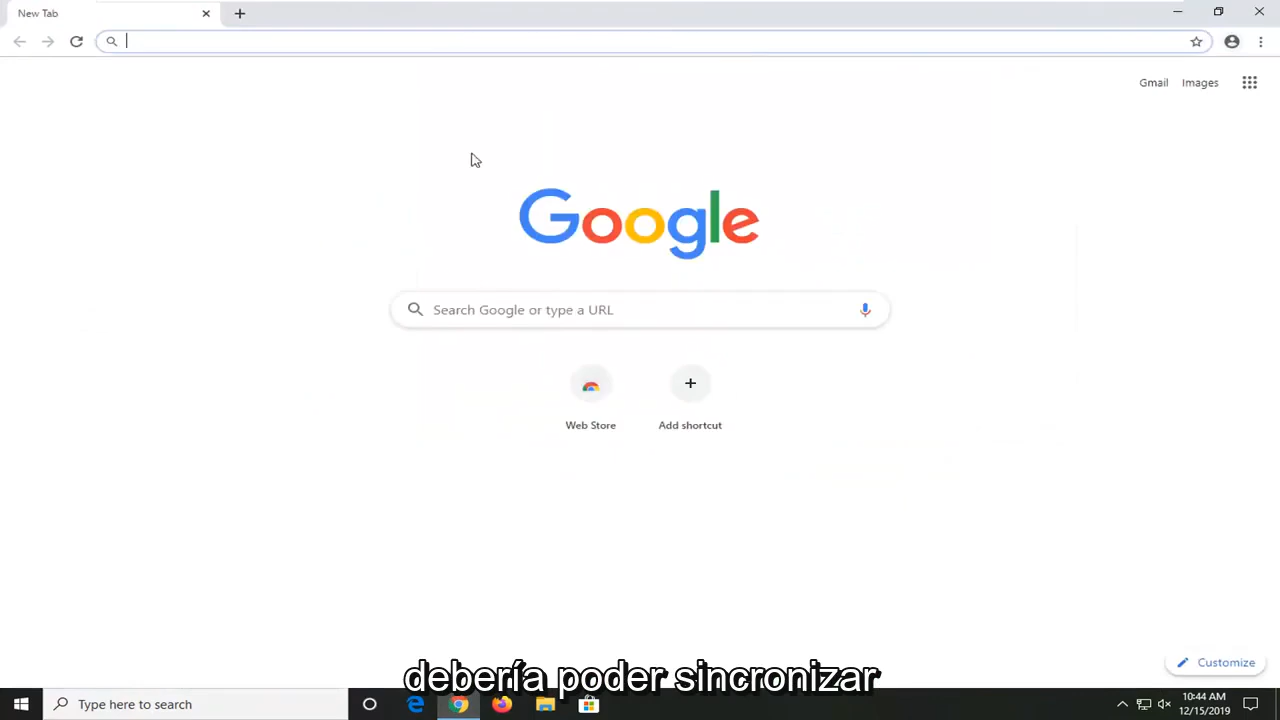 New Tab
Gmail Images
Google
Search Google or type a URL
Web Store Add shortcut
Customize
debería poder sincronizar
Type here to search
10:44 AM
12/15/2019